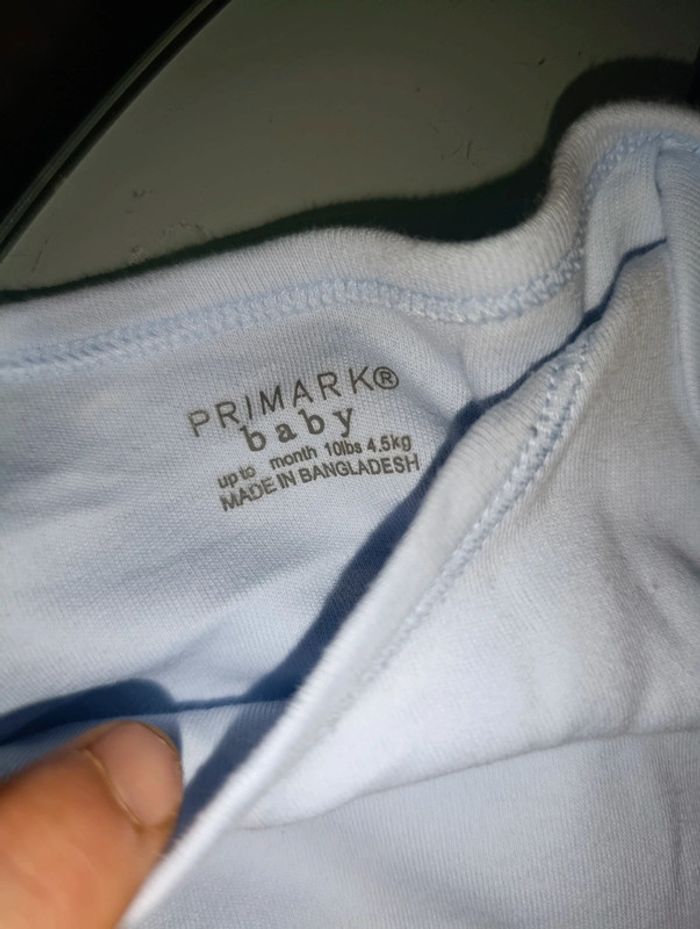 PRIMARK®
baby
up to month 10lbs 4.5kg
MADE IN BANGLADESH